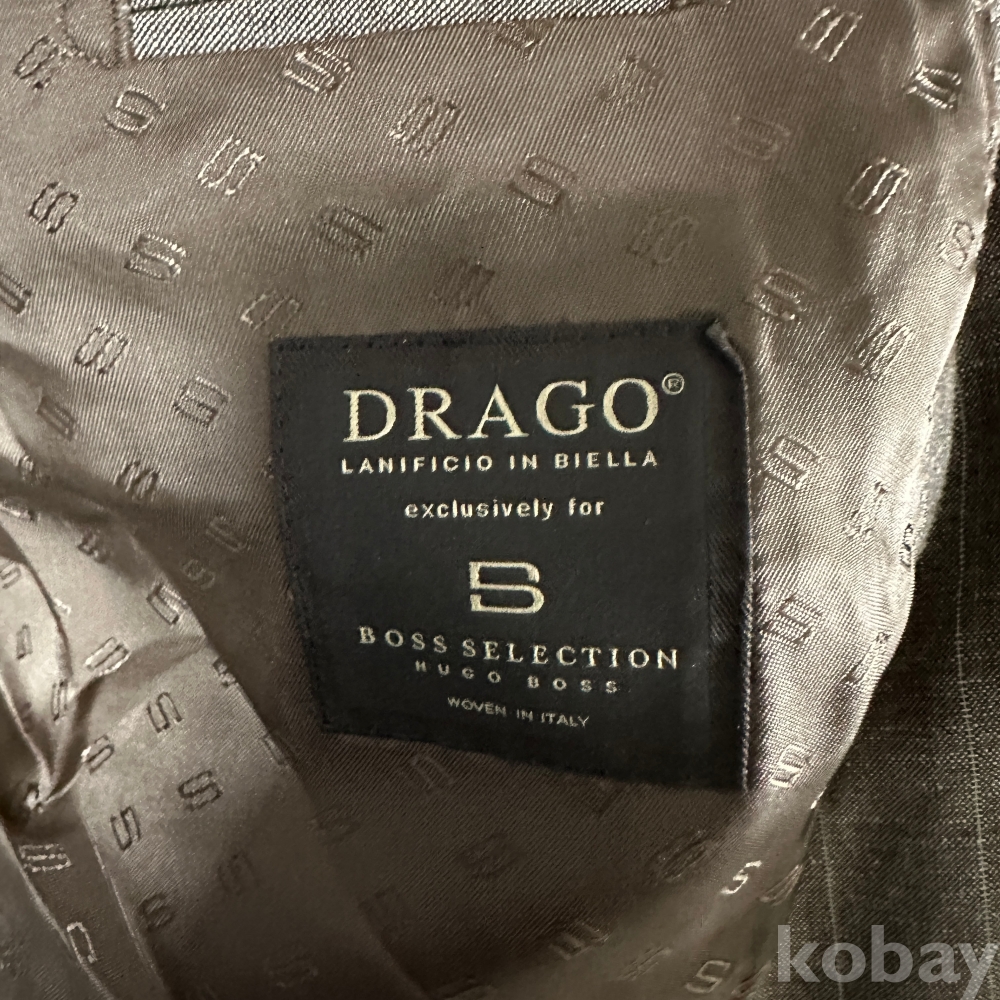 DRAGO®
LANIFICIO IN BIELLA
exclusively for
B
BOSS SELECTION
HUGO BOSS
WOVEN IN ITALY
kobay